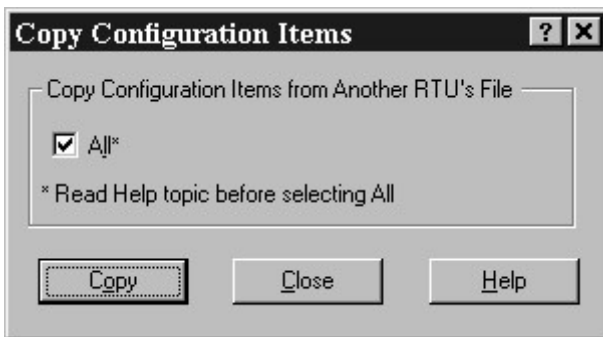 Copy Configuration Items
Copy Configuration Items from Another RTU's File
All*
* Read Help topic before selecting All
Copy Close Help